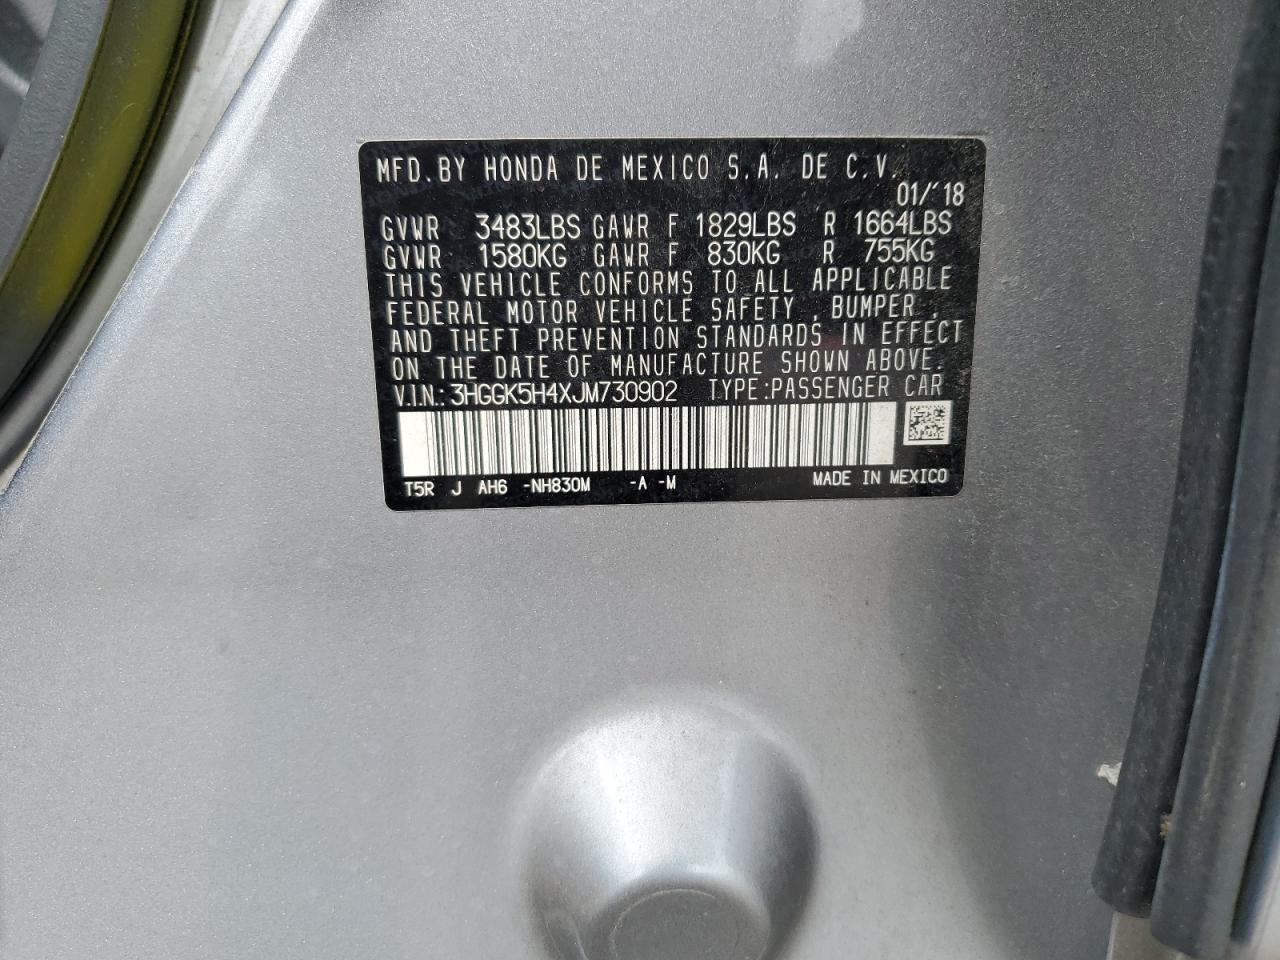 MFD. BY HONDA DE MEXICO S.A. DE C.V.
01/'18
GVWR 3483LBS GAWR F 1829LBS R 1664LBS
GVWR 1580KG GAWR F 830KG R 755KG
THIS VEHICLE CONFORMS TO ALL APPLICABLE
FEDERAL MOTOR VEHICLE SAFETY , BUMPER ,
AND THEFT PREVENTION STANDARDS IN EFFECT
ON THE DATE OF MANUFACTURE SHOWN ABOVE.
V.I.N.: 3HGGK5H4XJM730902 TYPE:PASSENGER CAR
T5R J AH6 -NH830M -A -M MADE IN MEXICO